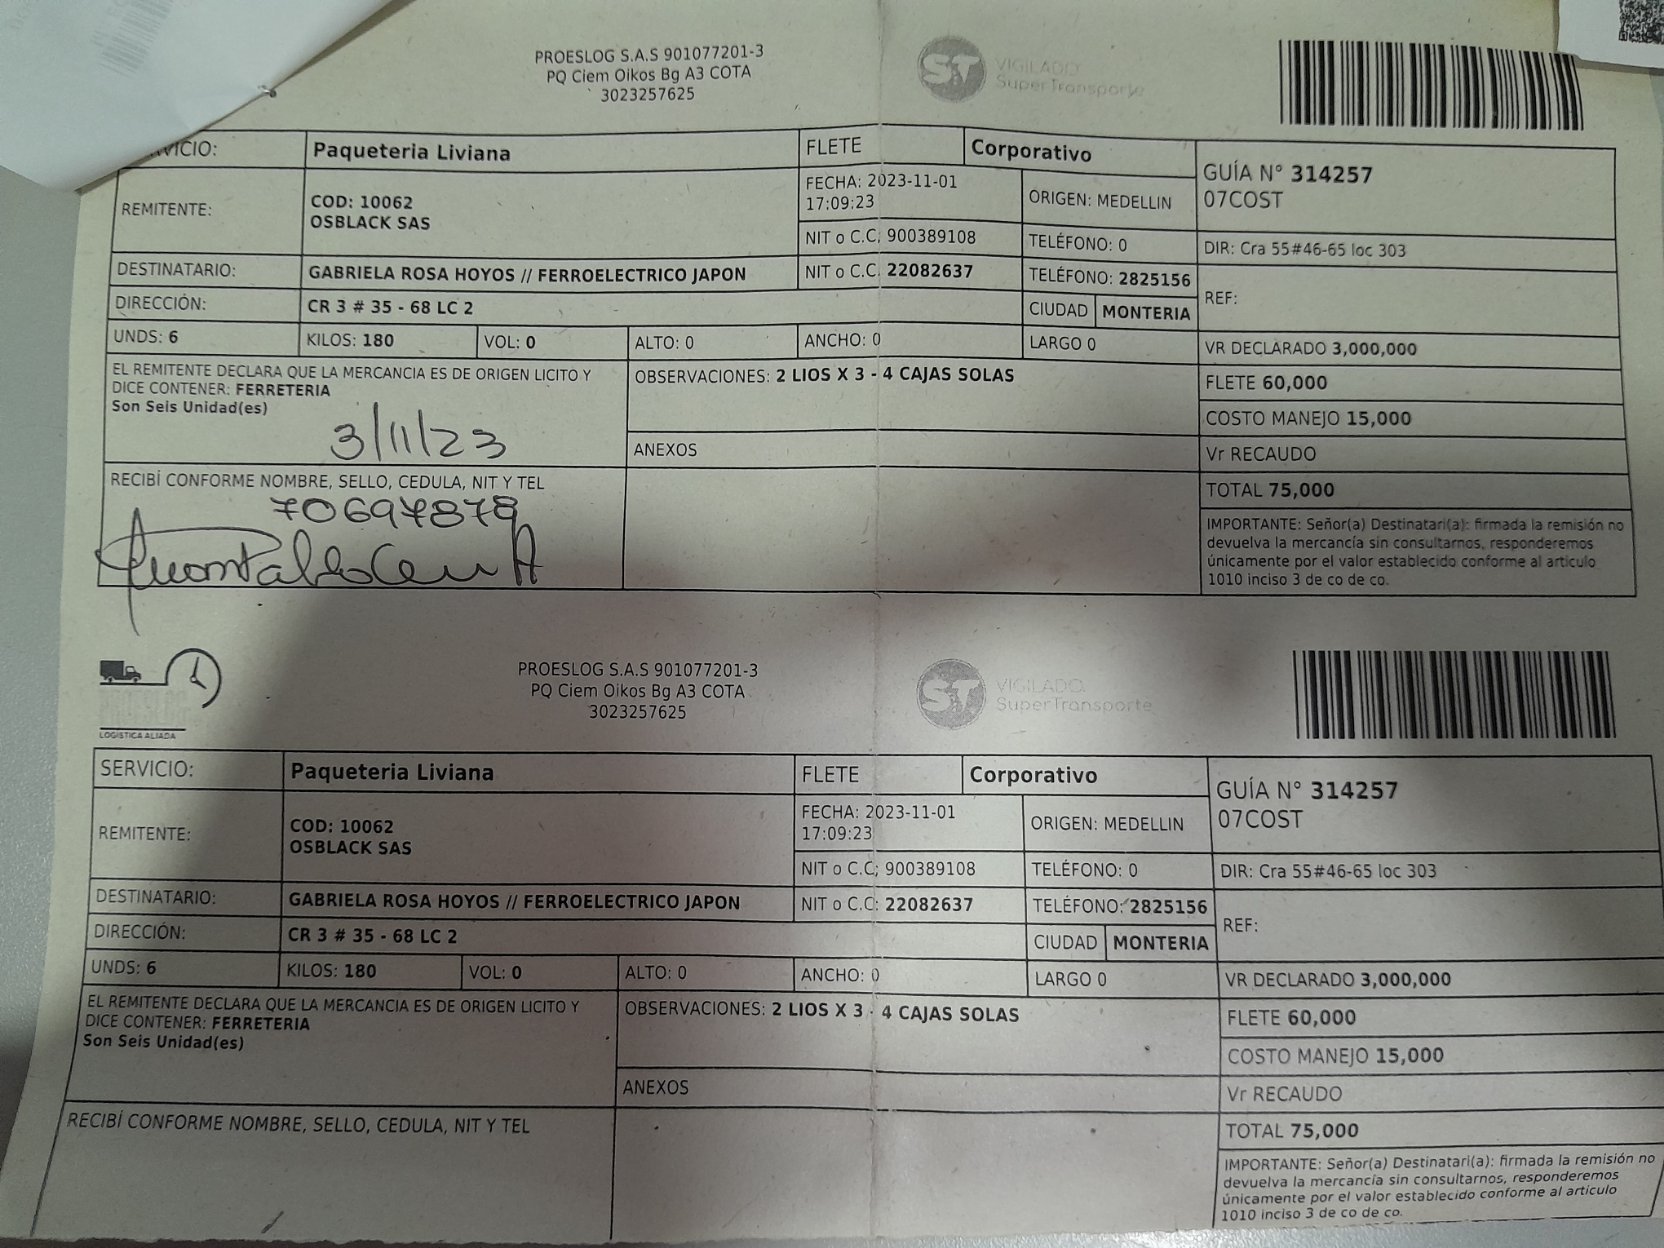 PROESLOG S.A.S 901077201-3
PQ Ciem Oikos Bg A3 COTA
3023257625
ST VIGILADO
SuperTransporte
VICIO: Paqueteria Liviana FLETE Corporativo
GUÍA N° 314257
07COST
REMITENTE: COD: 10062
OSBLACK SAS
FECHA: 2023-11-01
17:09:23
ORIGEN: MEDELLIN
NIT o C.C; 900389108 TELÉFONO: 0 DIR: Cra 55#46-65 loc 303
DESTINATARIO: GABRIELA ROSA HOYOS // FERROELECTRICO JAPON NIT o C.C. 22082637 TELÉFONO: 2825156
REF:
DIRECCIÓN: CR 3 # 35 - 68 LC 2 CIUDAD MONTERIA
UNDS: 6 KILOS: 180 VOL: 0 ALTO: 0 ANCHO: 0 LARGO 0 VR DECLARADO 3,000,000
EL REMITENTE DECLARA QUE LA MERCANCIA ES DE ORIGEN LICITO Y
DICE CONTENER: FERRETERIA
Son Seis Unidad(es)
3/11/23
OBSERVACIONES: 2 LIOS X 3 - 4 CAJAS SOLAS
FLETE 60,000
COSTO MANEJO 15,000
ANEXOS
Vr RECAUDO
RECIBÍ CONFORME NOMBRE, SELLO, CEDULA, NIT Y TEL
70697878
TOTAL 75,000
IMPORTANTE: Señor(a) Destinatari(a): firmada la remisión no
devuelva la mercancía sin consultarnos, responderemos
únicamente por el valor establecido conforme al articulo
1010 inciso 3 de co de co.
LOGISTICA ALIADA
PROESLOG S.A.S 901077201-3
PQ Ciem Oikos Bg A3 COTA
3023257625
ST VIGILADO
SuperTransporte
SERVICIO: Paqueteria Liviana FLETE Corporativo
GUÍA N° 314257
07COST
REMITENTE: COD: 10062
OSBLACK SAS
FECHA: 2023-11-01
17:09:23
ORIGEN: MEDELLIN
NIT o C.C; 900389108 TELÉFONO: 0 DIR: Cra 55#46-65 loc 303
DESTINATARIO: GABRIELA ROSA HOYOS // FERROELECTRICO JAPON NIT o C.C: 22082637 TELÉFONO: 2825156
REF:
DIRECCIÓN: CR 3 # 35 - 68 LC 2 CIUDAD MONTERIA
UNDS: 6 KILOS: 180 VOL: 0 ALTO: 0 ANCHO: 0 LARGO 0 VR DECLARADO 3,000,000
EL REMITENTE DECLARA QUE LA MERCANCIA ES DE ORIGEN LICITO Y
DICE CONTENER: FERRETERIA
Son Seis Unidad(es)
OBSERVACIONES: 2 LIOS X 3 - 4 CAJAS SOLAS
FLETE 60,000
COSTO MANEJO 15,000
ANEXOS
Vr RECAUDO
RECIBÍ CONFORME NOMBRE, SELLO, CEDULA, NIT Y TEL
TOTAL 75,000
IMPORTANTE: Señor(a) Destinatari(a): firmada la remisión no
devuelva la mercancía sin consultarnos, responderemos
únicamente por el valor establecido conforme al articulo
1010 inciso 3 de co de co.